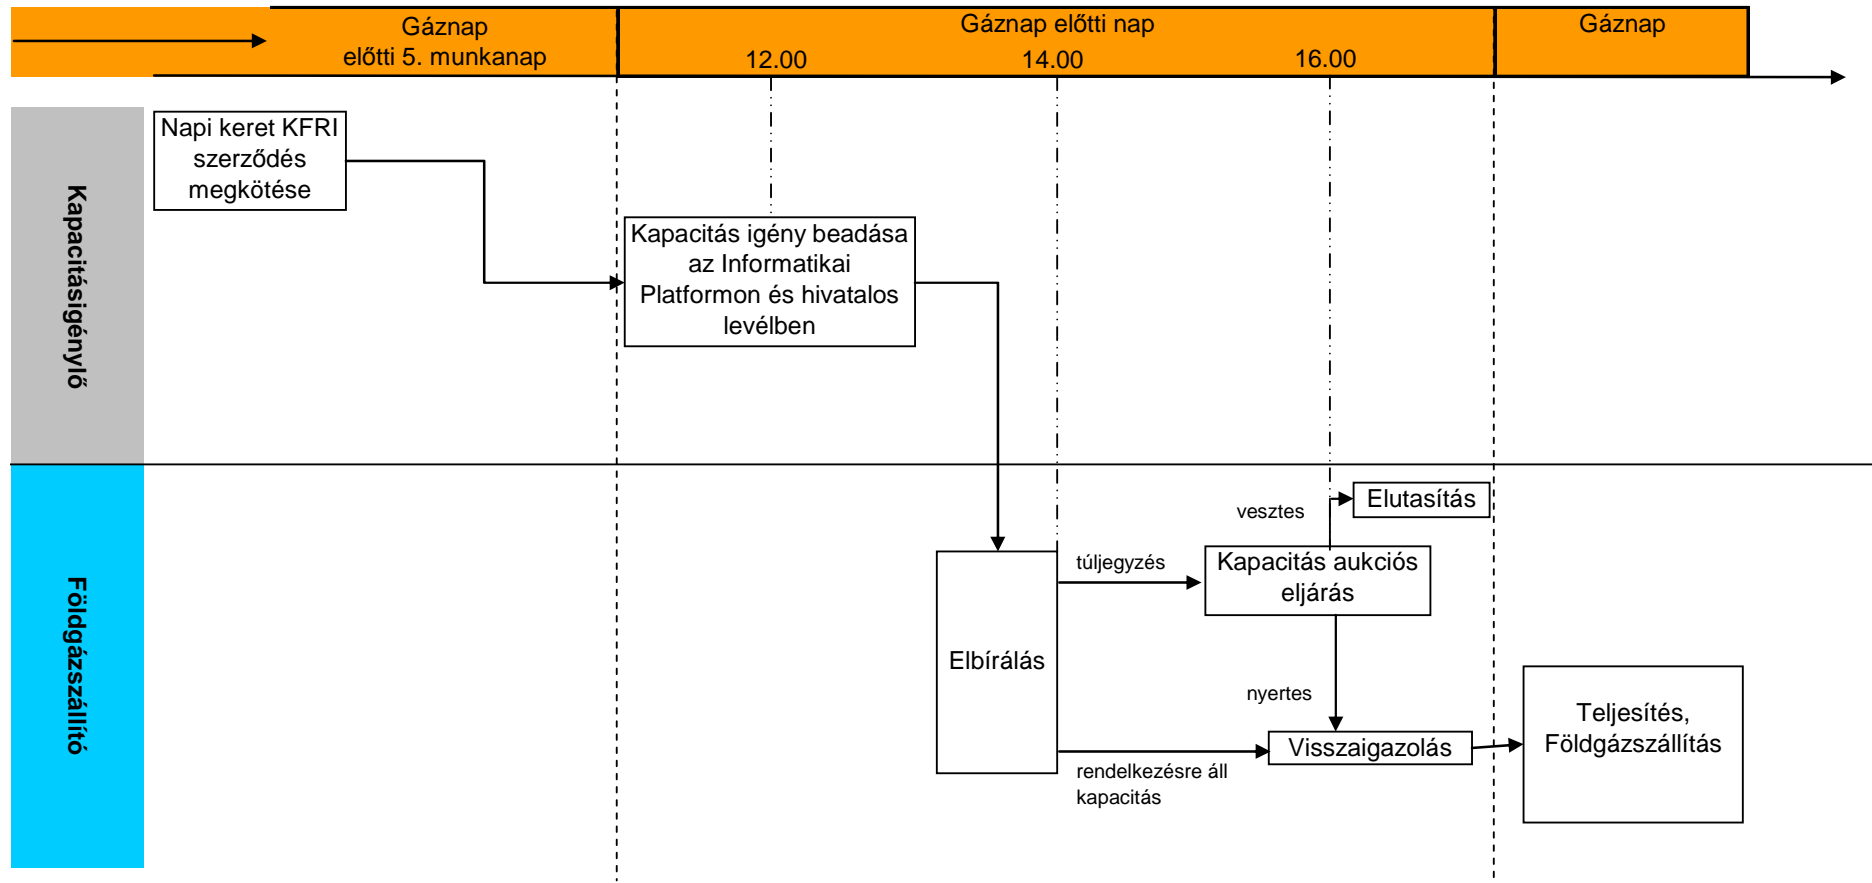 Gáznap
előtti 5. munkanap
Gáznap előtti nap
12.00
14.00
16.00
Gáznap
Kapacitásigénylő
Napi keret KFRI
szerződés
megkötése
Kapacitás igény beadása
az Informatikai
Platformon és hivatalos
levélben
Földgázszállító
Elbírálás
túljegyzés
rendelkezésre áll
kapacitás
vesztes
Elutasítás
Kapacitás aukciós
eljárás
nyertes
Visszaigazolás
Teljesítés,
Földgázszállítás